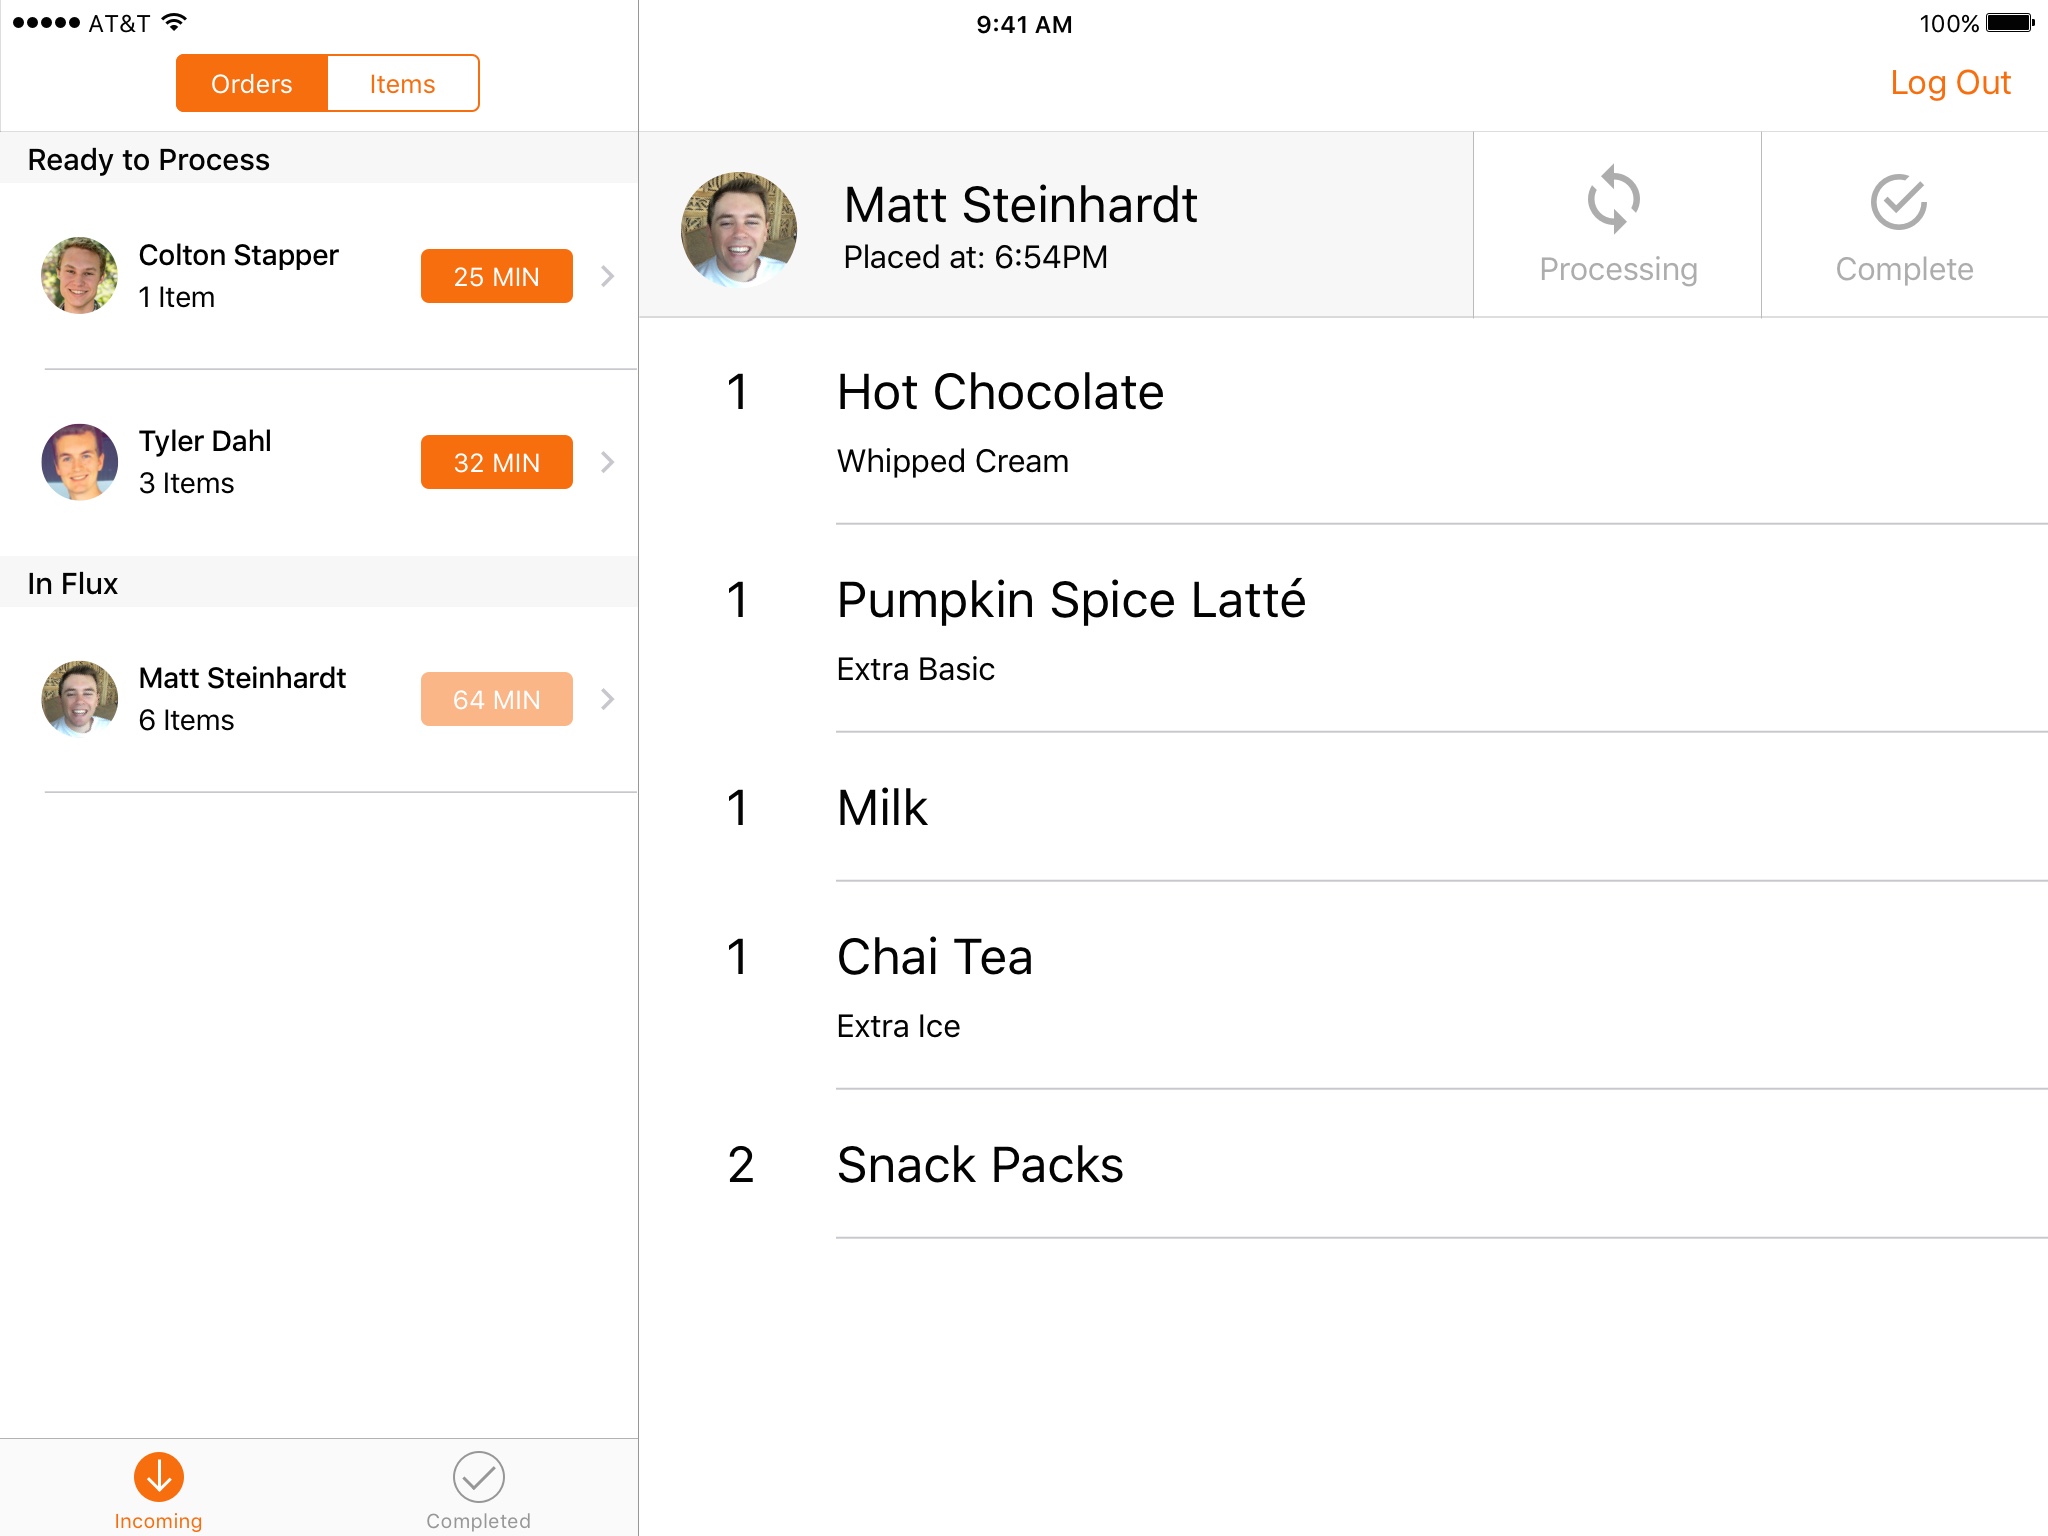 AT&T
9:41 AM
100%
Orders
Items
Log Out
Ready to Process
Colton Stapper
1 Item
25 MIN
Tyler Dahl
3 Items
32 MIN
In Flux
Matt Steinhardt
6 Items
64 MIN
Incoming
Completed
Matt Steinhardt
Placed at: 6:54PM
Processing
Complete
1 Hot Chocolate
Whipped Cream
1 Pumpkin Spice Latté
Extra Basic
1 Milk
1 Chai Tea
Extra Ice
2 Snack Packs